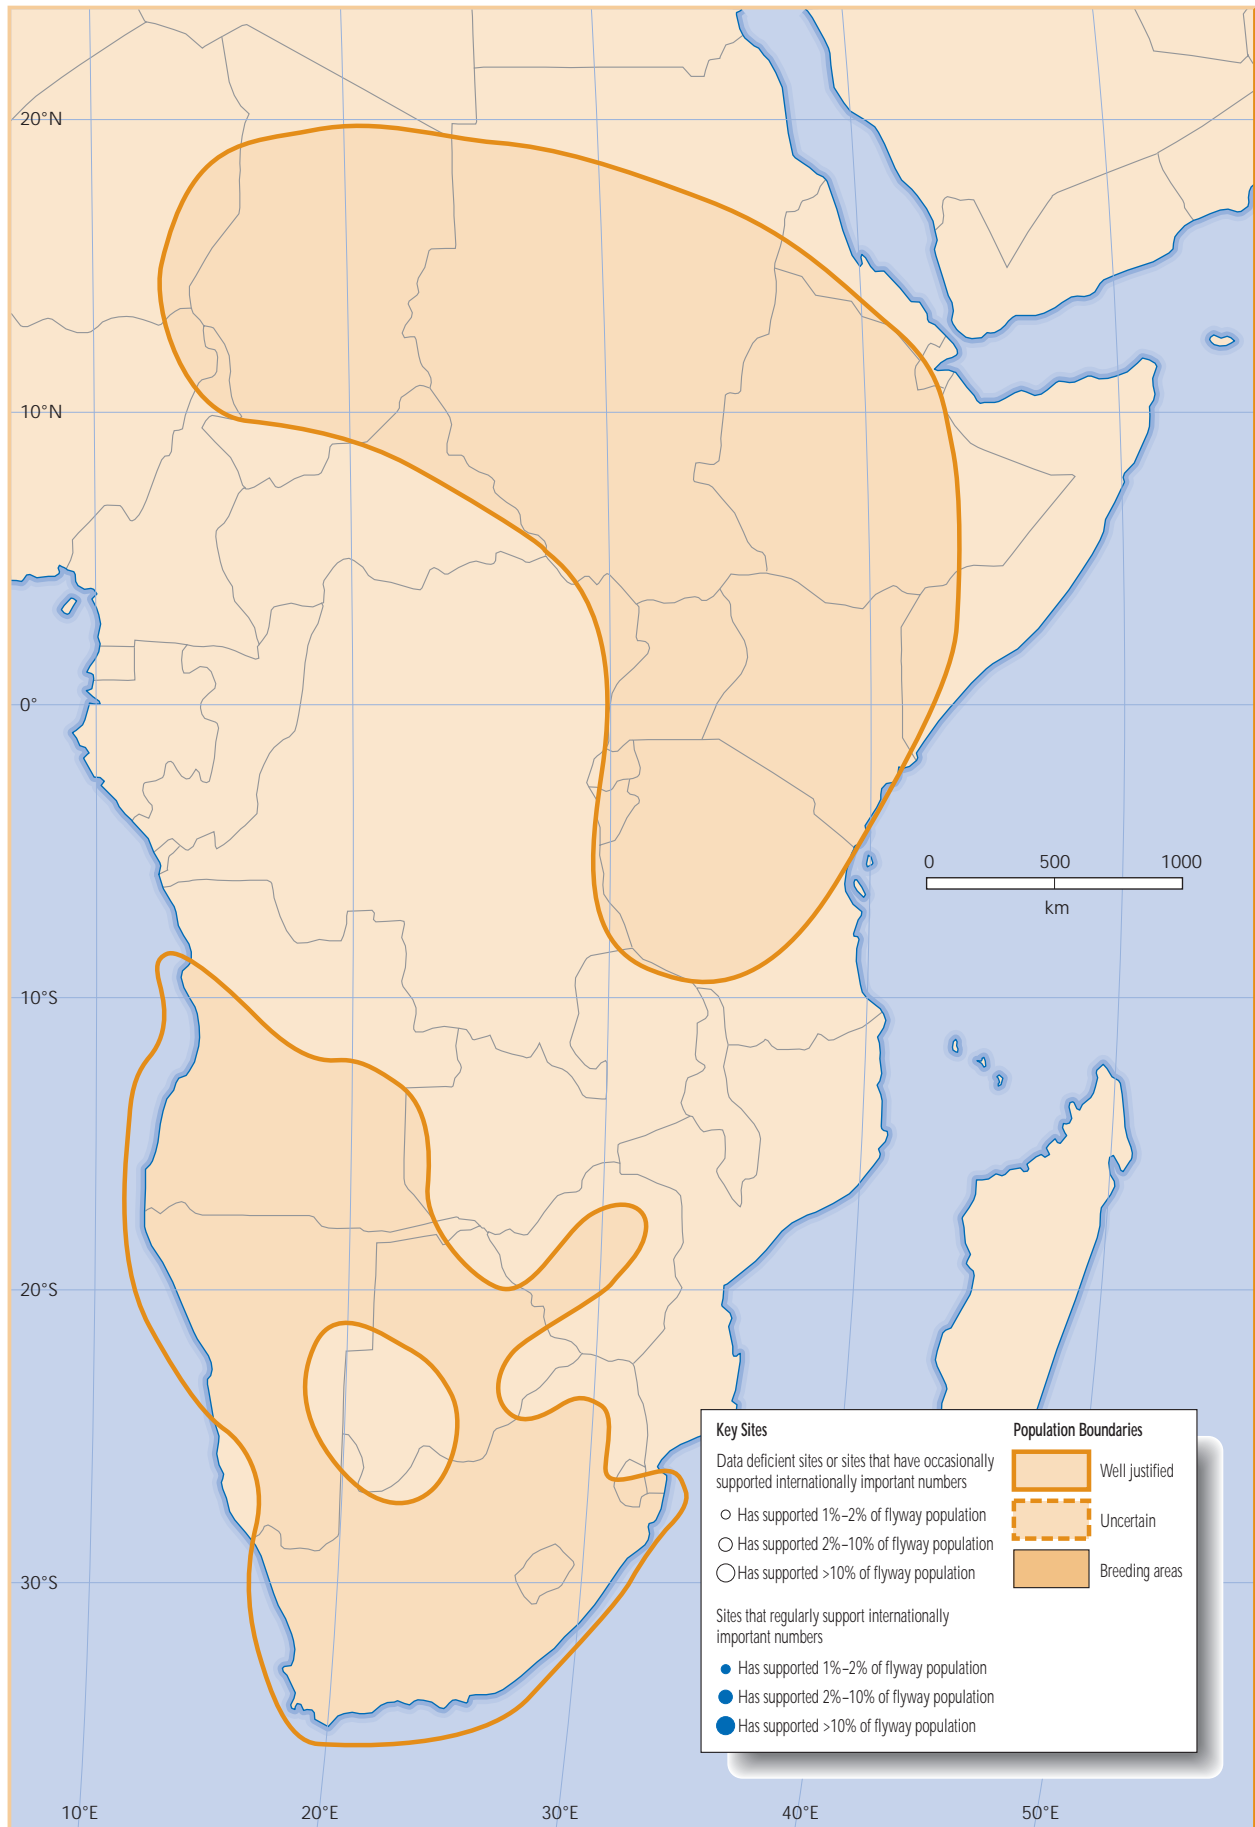 20°N
10°N
0°
0 500 1000
km
10°S
20°S
30°S
Key Sites
Data deficient sites or sites that have occasionally
supported internationally important numbers
Has supported 1%–2% of flyway population
Has supported 2%–10% of flyway population
Has supported >10% of flyway population
Sites that regularly support internationally
important numbers
Has supported 1%–2% of flyway population
Has supported 2%–10% of flyway population
Has supported >10% of flyway population
Population Boundaries
Well justified
Uncertain
Breeding areas
10°E 20°E 30°E 40°E 50°E